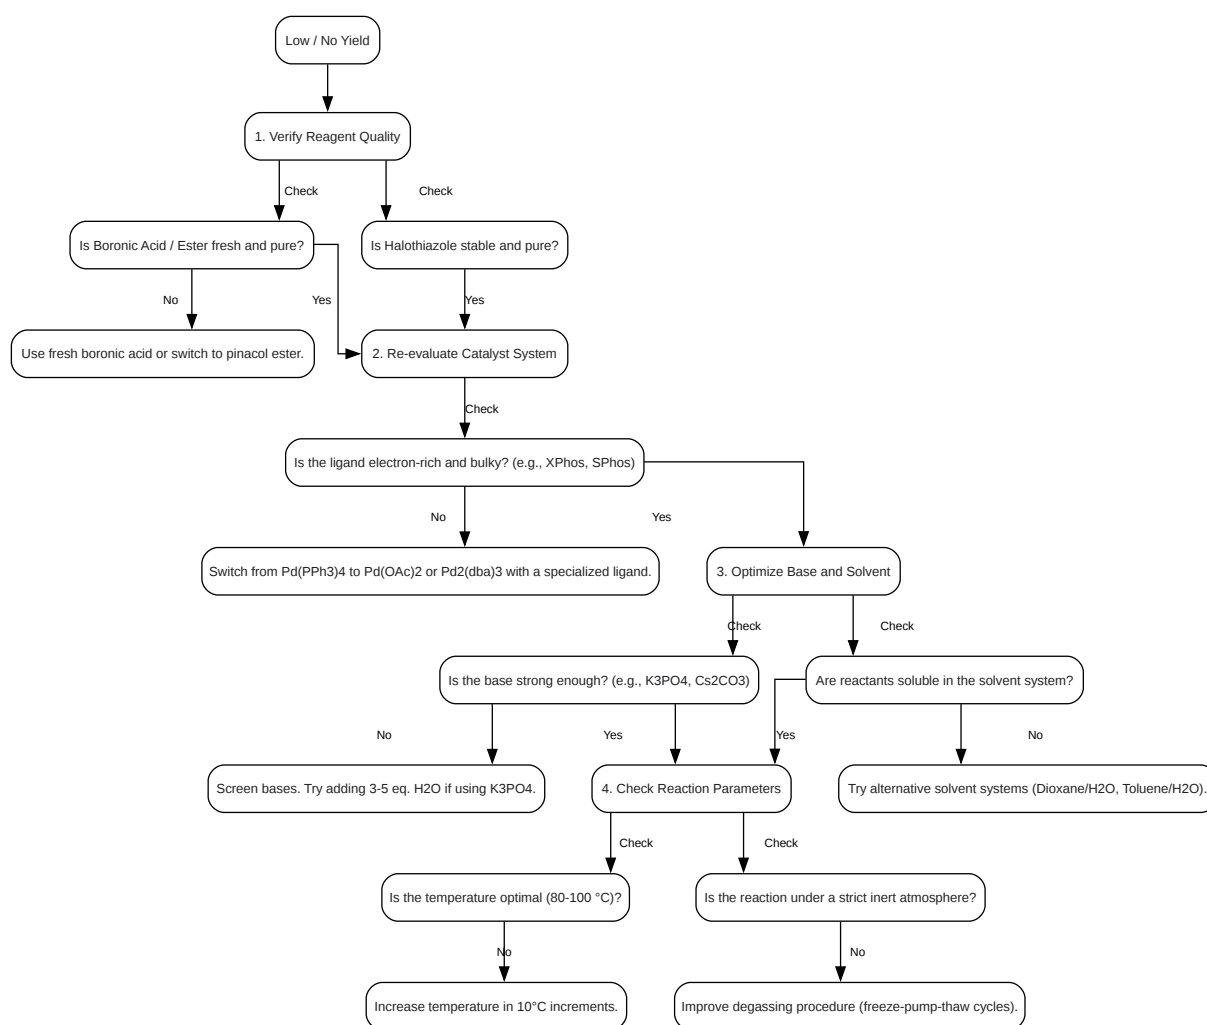 Low / No Yield
1. Verify Reagent Quality
Check
Check
Is Boronic Acid / Ester fresh and pure?
Is Halothiazole stable and pure?
No
Yes
Yes
Use fresh boronic acid or switch to pinacol ester.
2. Re-evaluate Catalyst System
Check
Is the ligand electron-rich and bulky? (e.g., XPhos, SPhos)
No
Yes
Switch from Pd(PPh3)4 to Pd(OAc)2 or Pd2(dba)3 with a specialized ligand.
3. Optimize Base and Solvent
Check
Check
Is the base strong enough? (e.g., K3PO4, Cs2CO3)
Are reactants soluble in the solvent system?
No
Yes
Yes
No
Screen bases. Try adding 3-5 eq. H2O if using K3PO4.
4. Check Reaction Parameters
Try alternative solvent systems (Dioxane/H2O, Toluene/H2O).
Check
Check
Is the temperature optimal (80-100 °C)?
Is the reaction under a strict inert atmosphere?
No
No
Increase temperature in 10°C increments.
Improve degassing procedure (freeze-pump-thaw cycles).